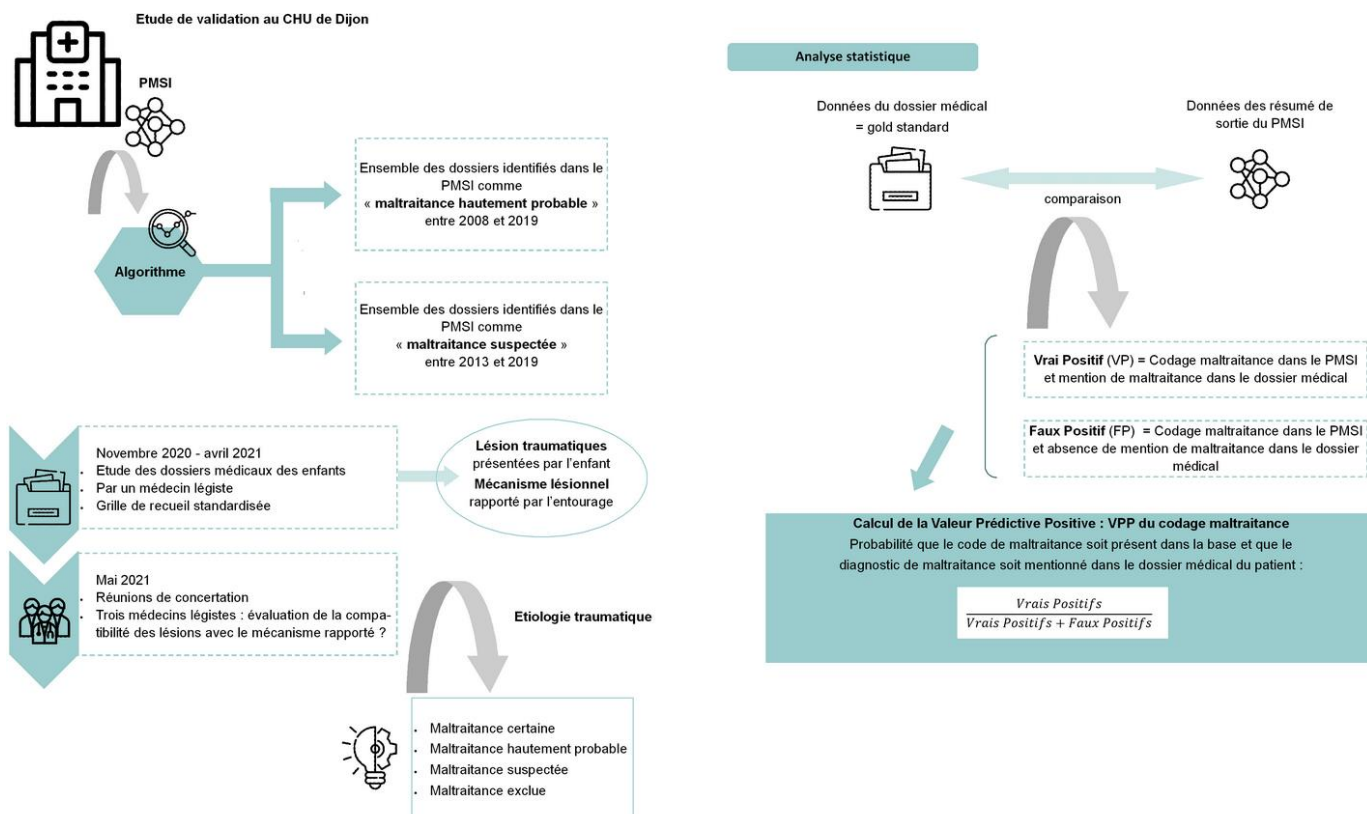 Etude de validation au CHU de Dijon
PMSI
Algorithme
Ensemble des dossiers identifiés dans le
PMSI comme
« maltraitance hautement probable »
entre 2008 et 2019
Ensemble des dossiers identifiés dans le
PMSI comme
« maltraitance suspectée »
entre 2013 et 2019
Novembre 2020 - avril 2021
• Etude des dossiers médicaux des enfants
• Par un médecin légiste
• Grille de recueil standardisée
Lésion traumatiques
présentées par l'enfant
Mécanisme lésionnel
rapporté par l'entourage
Mai 2021
• Réunions de concertation
• Trois médecins légistes : évaluation de la compa-
tibilité des lésions avec le mécanisme rapporté ?
Etiologie traumatique
• Maltraitance certaine
• Maltraitance hautement probable
• Maltraitance suspectée
• Maltraitance exclue
Analyse statistique
Données du dossier médical
= gold standard
Données des résumé de
sortie du PMSI
comparaison
Vrai Positif (VP) = Codage maltraitance dans le PMSI
et mention de maltraitance dans le dossier médical
Faux Positif (FP) = Codage maltraitance dans le PMSI
et absence de mention de maltraitance dans le dossier
médical
Calcul de la Valeur Prédictive Positive : VPP du codage maltraitance
Probabilité que le code de maltraitance soit présent dans la base et que le
diagnostic de maltraitance soit mentionné dans le dossier médical du patient :
Vrais Positifs
Vrais Positifs + Faux Positifs